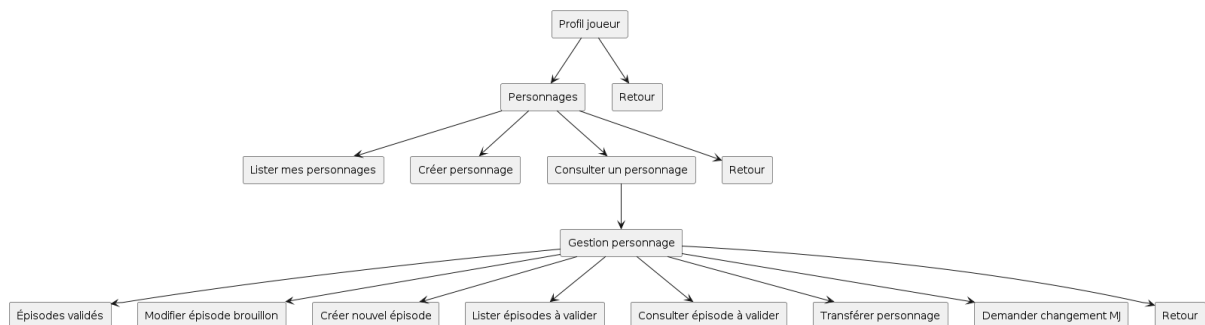 Profil joueur
Personnages
Retour
Lister mes personnages
Créer personnage
Consulter un personnage
Retour
Gestion personnage
Épisodes validés
Modifier épisode brouillon
Créer nouvel épisode
Lister épisodes à valider
Consulter épisode à valider
Transférer personnage
Demander changement MJ
Retour